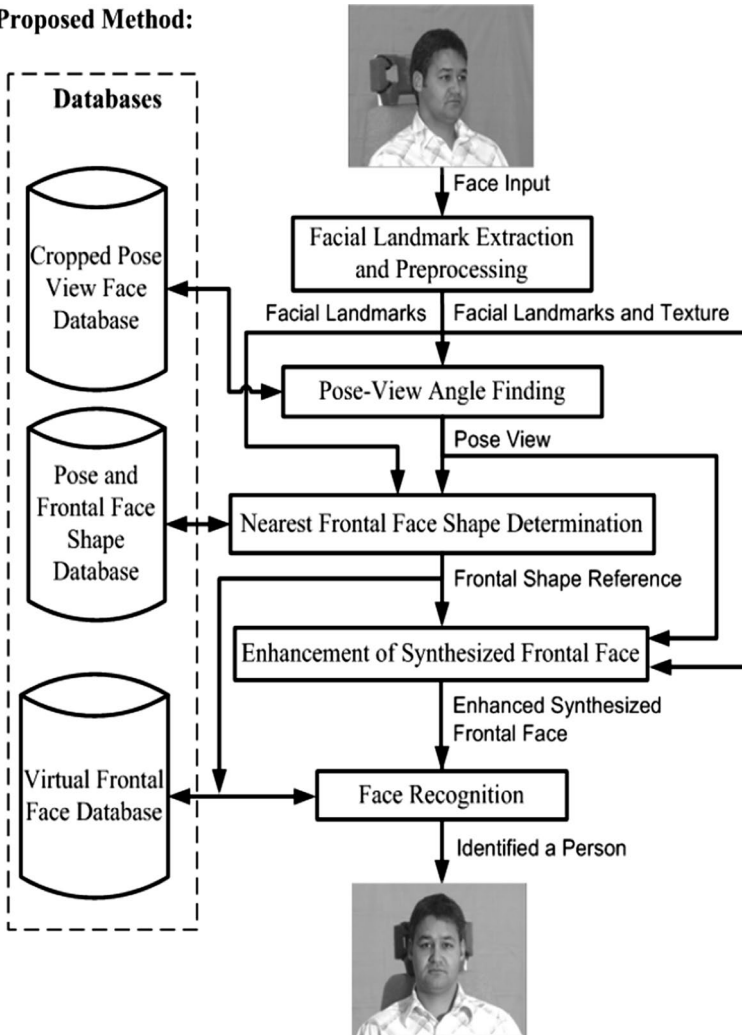 Proposed Method:
Databases
Face Input
Facial Landmark Extraction
and Preprocessing
Cropped Pose
View Face
Database
Facial Landmarks
Facial Landmarks and Texture
Pose-View Angle Finding
Pose View
Pose and
Frontal Face
Shape
Database
Nearest Frontal Face Shape Determination
Frontal Shape Reference
Enhancement of Synthesized Frontal Face
Enhanced Synthesized
Frontal Face
Virtual Frontal
Face Database
Face Recognition
Identified a Person